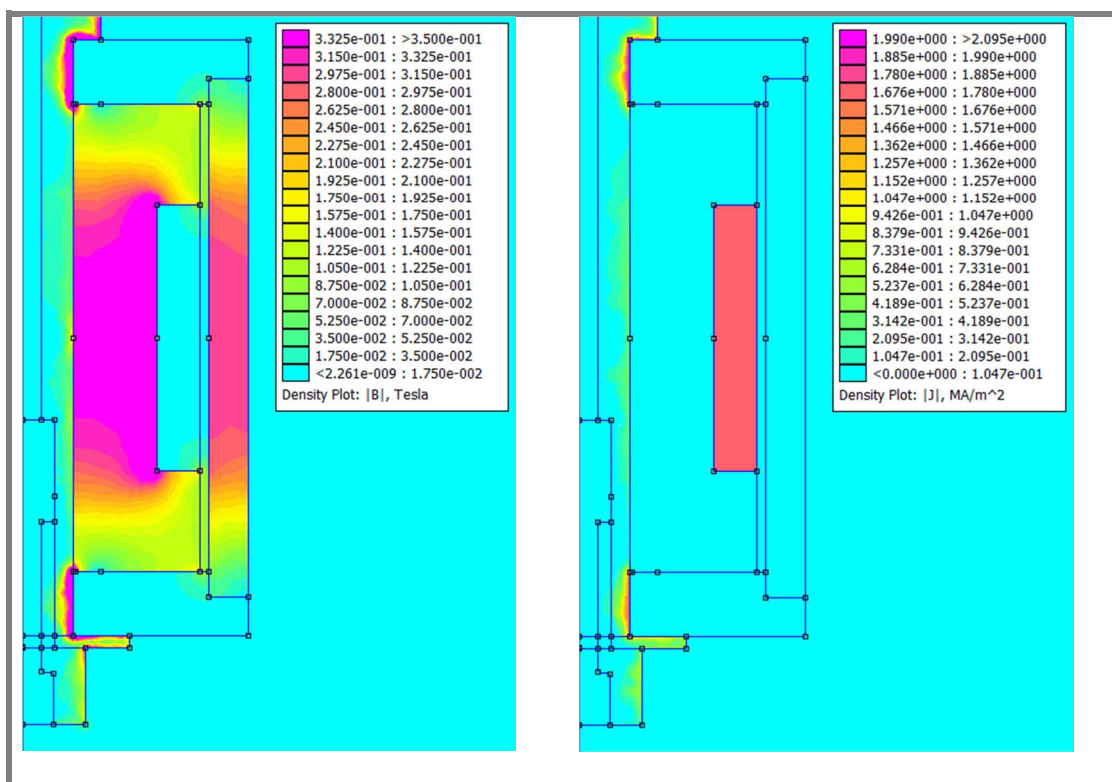 3.325e-001 : >3.500e-001
3.150e-001 : 3.325e-001
2.975e-001 : 3.150e-001
2.800e-001 : 2.975e-001
2.625e-001 : 2.800e-001
2.450e-001 : 2.625e-001
2.275e-001 : 2.450e-001
2.100e-001 : 2.275e-001
1.925e-001 : 2.100e-001
1.750e-001 : 1.925e-001
1.575e-001 : 1.750e-001
1.400e-001 : 1.575e-001
1.225e-001 : 1.400e-001
1.050e-001 : 1.225e-001
8.750e-002 : 1.050e-001
7.000e-002 : 8.750e-002
5.250e-002 : 7.000e-002
3.500e-002 : 5.250e-002
1.750e-002 : 3.500e-002
<2.261e-009 : 1.750e-002
Density Plot: |B|, Tesla
1.990e+000 : >2.095e+000
1.885e+000 : 1.990e+000
1.780e+000 : 1.885e+000
1.676e+000 : 1.780e+000
1.571e+000 : 1.676e+000
1.466e+000 : 1.571e+000
1.362e+000 : 1.466e+000
1.257e+000 : 1.362e+000
1.152e+000 : 1.257e+000
1.047e+000 : 1.152e+000
9.426e-001 : 1.047e+000
8.379e-001 : 9.426e-001
7.331e-001 : 8.379e-001
6.284e-001 : 7.331e-001
5.237e-001 : 6.284e-001
4.189e-001 : 5.237e-001
3.142e-001 : 4.189e-001
2.095e-001 : 3.142e-001
1.047e-001 : 2.095e-001
<0.000e+000 : 1.047e-001
Density Plot: |J|, MA/m^2